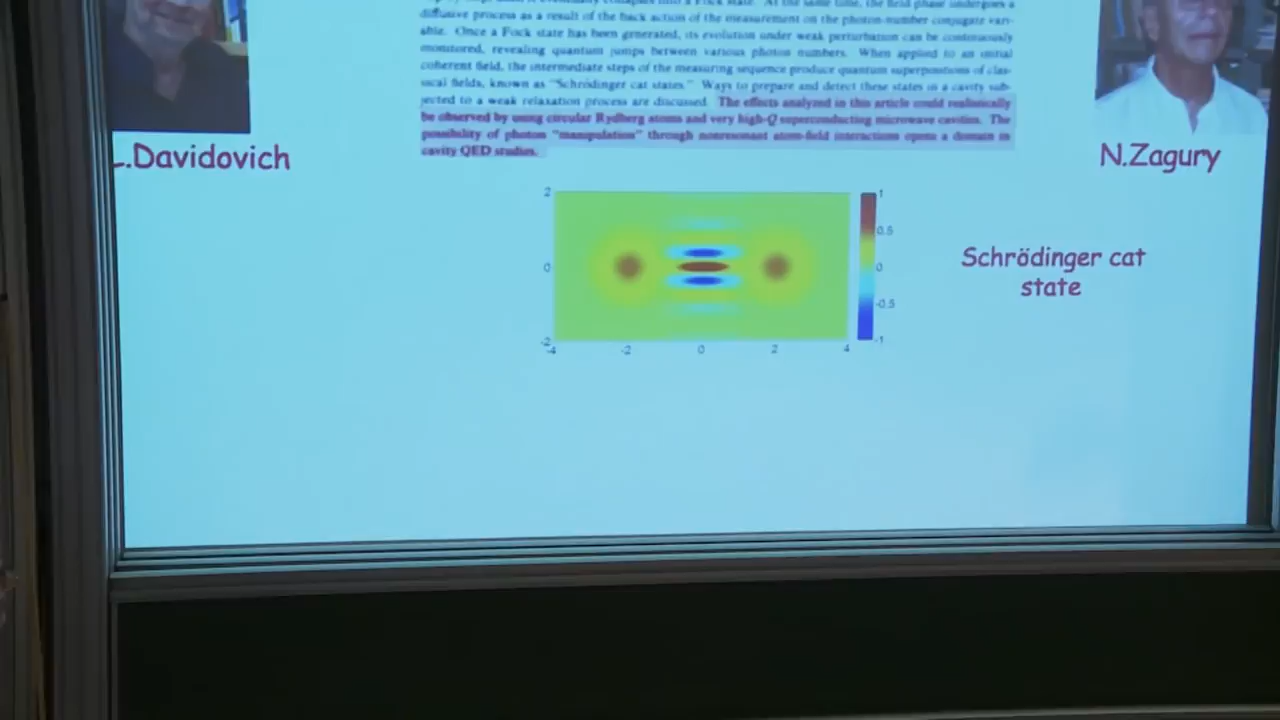 diffusive process as a result of the back action of the measurement on the photon-number conjugate vari-
able. Once a Fock state has been generated, its evolution under weak perturbation can be continuously
monitored, revealing quantum jumps between various photon numbers. When applied to an initial
coherent field, the intermediate steps of the measuring sequence produce quantum superpositions of clas-
sical fields, known as "Schrödinger cat states." Ways to prepare and detect these states in a cavity sub-
jected to a weak relaxation process are discussed. The effects analyzed in this article could realistically
be observed by using circular Rydberg atoms and very high-Q superconducting microwave cavities. The
possibility of photon "manipulation" through nonresonant atom-field interactions opens a domain in
cavity QED studies.
L.Davidovich
N.Zagury
2
0
-2
-4 -2 0 2 4
1
0.5
0
-0.5
-1
Schrödinger cat
state